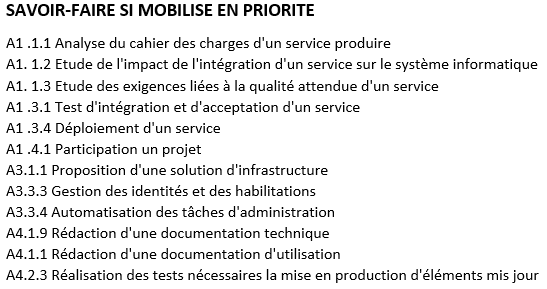 SAVOIR-FAIRE SI MOBILISE EN PRIORITE
A1 .1.1 Analyse du cahier des charges d'un service produire
A1. 1.2 Etude de l'impact de l'intégration d'un service sur le système informatique
A1. 1.3 Etude des exigences liées à la qualité attendue d'un service
A1 .3.1 Test d'intégration et d'acceptation d'un service
A1 .3.4 Déploiement d'un service
A1 .4.1 Participation un projet
A3.1.1 Proposition d'une solution d'infrastructure
A3.3.3 Gestion des identités et des habilitations
A3.3.4 Automatisation des tâches d'administration
A4.1.9 Rédaction d'une documentation technique
A4.1.1 Rédaction d'une documentation d'utilisation
A4.2.3 Réalisation des tests nécessaires la mise en production d'éléments mis jour